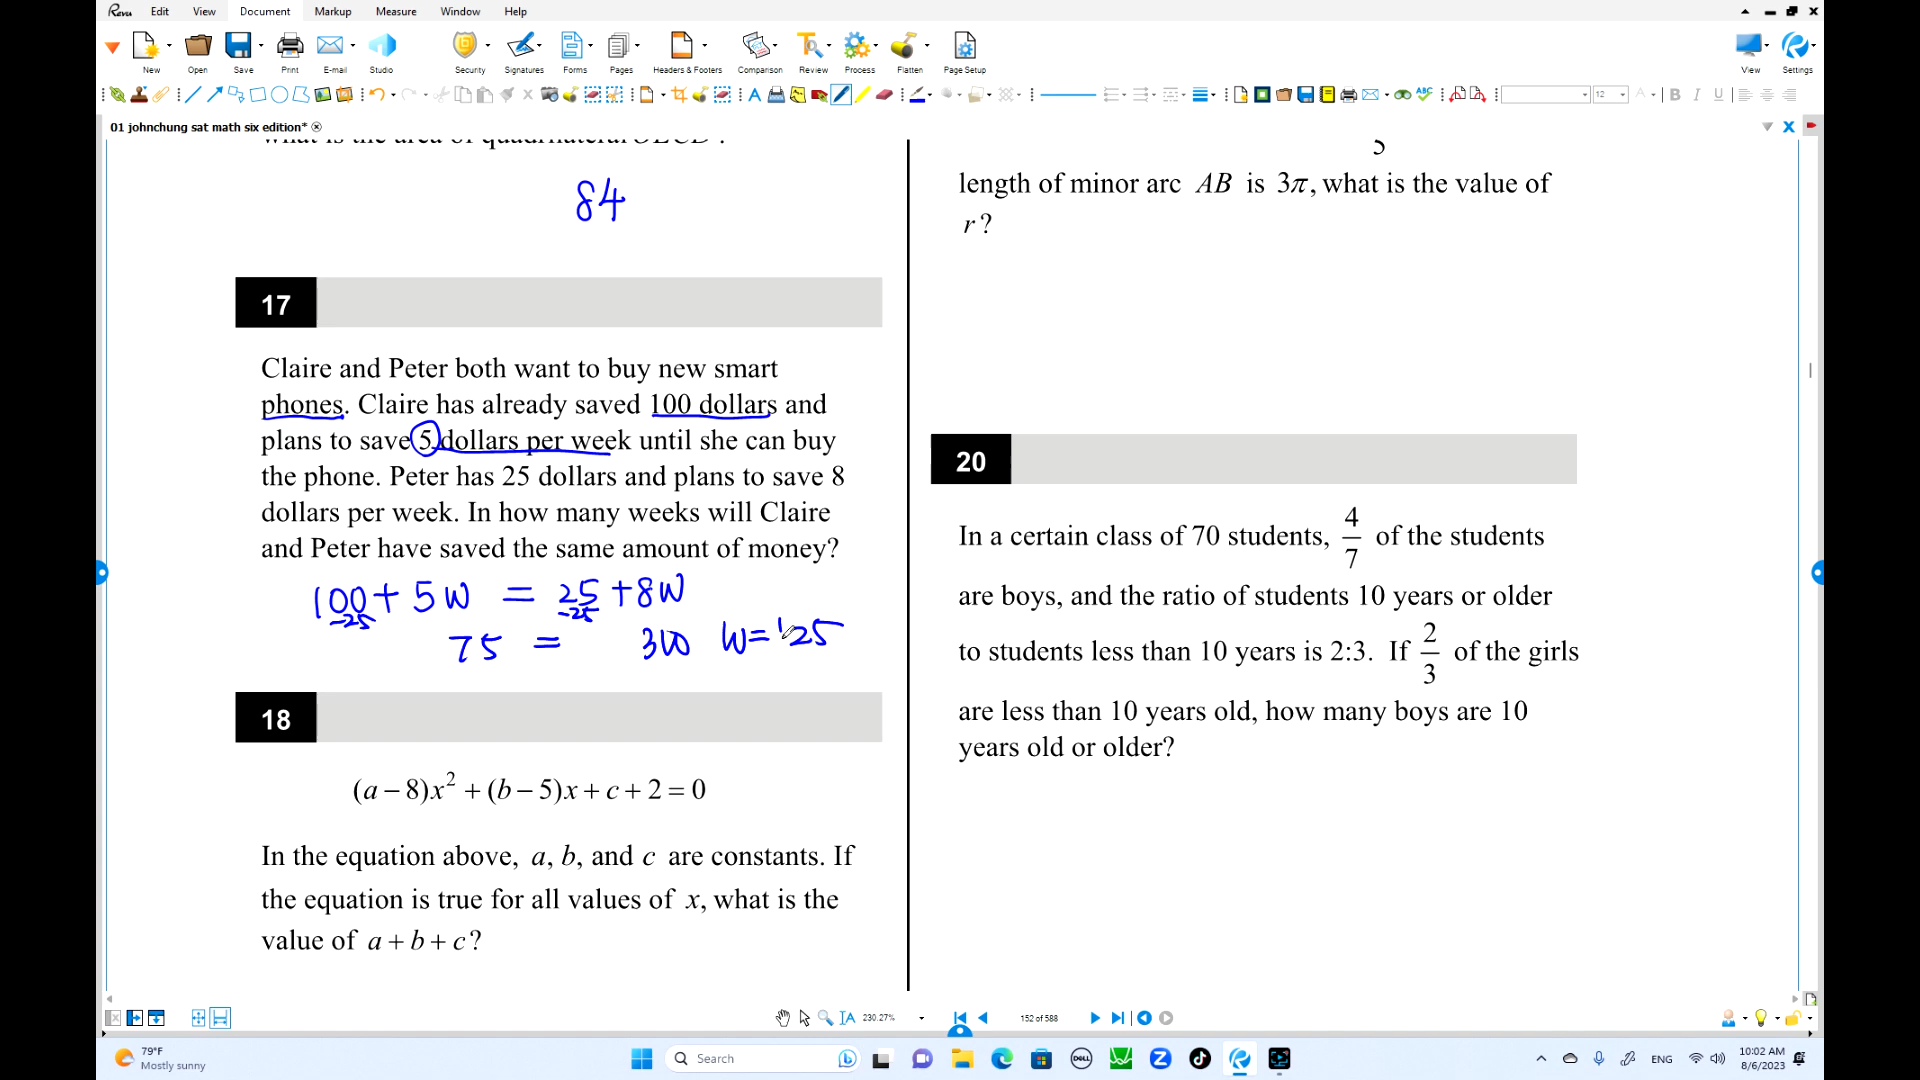 Revu Edit View Document Markup Measure Window Help
New Open Save Print E-mail Studio Security Signatures Forms Pages Headers & Footers Comparison Review Process Flatten Page Setup View Settings
12
01 johnchung sat math six edition*
84
17
Claire and Peter both want to buy new smart
phones. Claire has already saved 100 dollars and
plans to save 5 dollars per week until she can buy
the phone. Peter has 25 dollars and plans to save 8
dollars per week. In how many weeks will Claire
and Peter have saved the same amount of money?
100 + 5W = 25 + 8W
-25 -25
75 = 3W W=
25
18
(a − 8)x² + (b − 5)x + c + 2 = 0
In the equation above, a, b, and c are constants. If
the equation is true for all values of x, what is the
value of a + b + c?
5
length of minor arc AB is 3π, what is the value of
r?
20
In a certain class of 70 students, 4/7 of the students
are boys, and the ratio of students 10 years or older
to students less than 10 years is 2:3. If 2/3 of the girls
are less than 10 years old, how many boys are 10
years old or older?
230.27% 152 of 588
79°F
Mostly sunny
Search
DELL
ENG
10:02 AM
8/6/2023